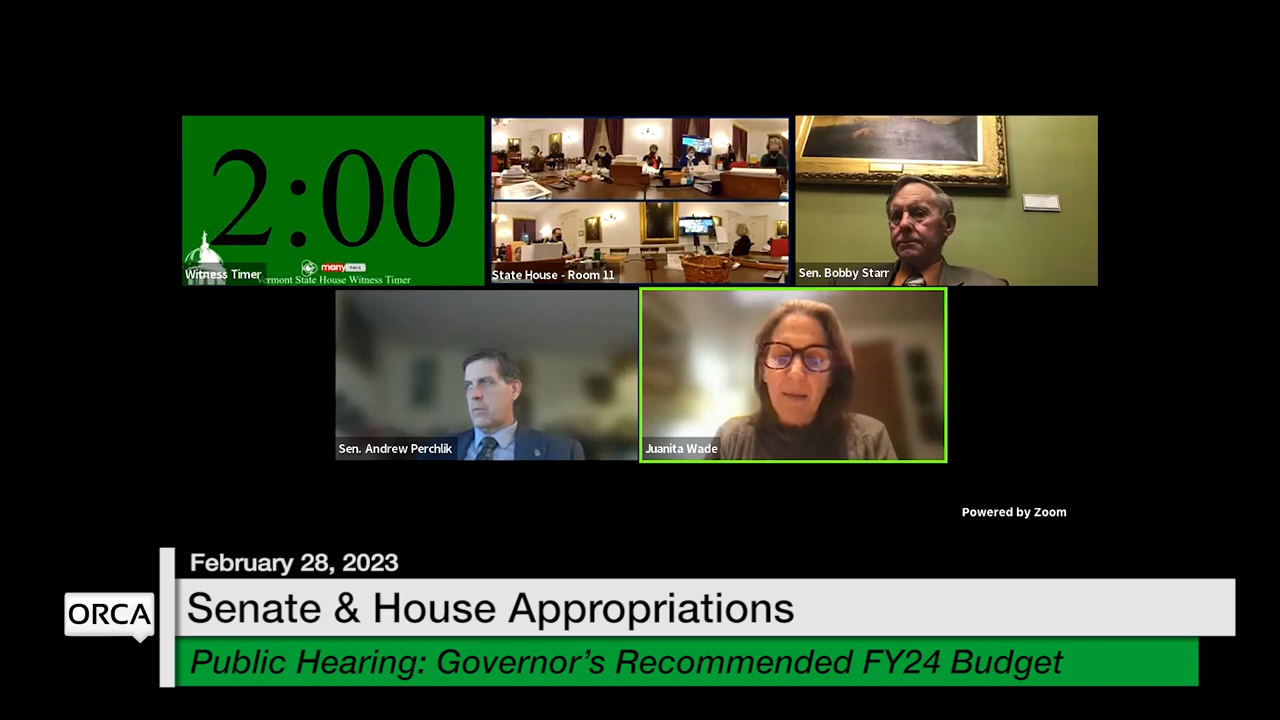 2:00
many
Vermont State House Witness Timer
Witness Timer
State House - Room 11
Sen. Bobby Starr
Sen. Andrew Perchlik
Juanita Wade
Powered by Zoom
February 28, 2023
ORCA
Senate & House Appropriations
Public Hearing: Governor's Recommended FY24 Budget